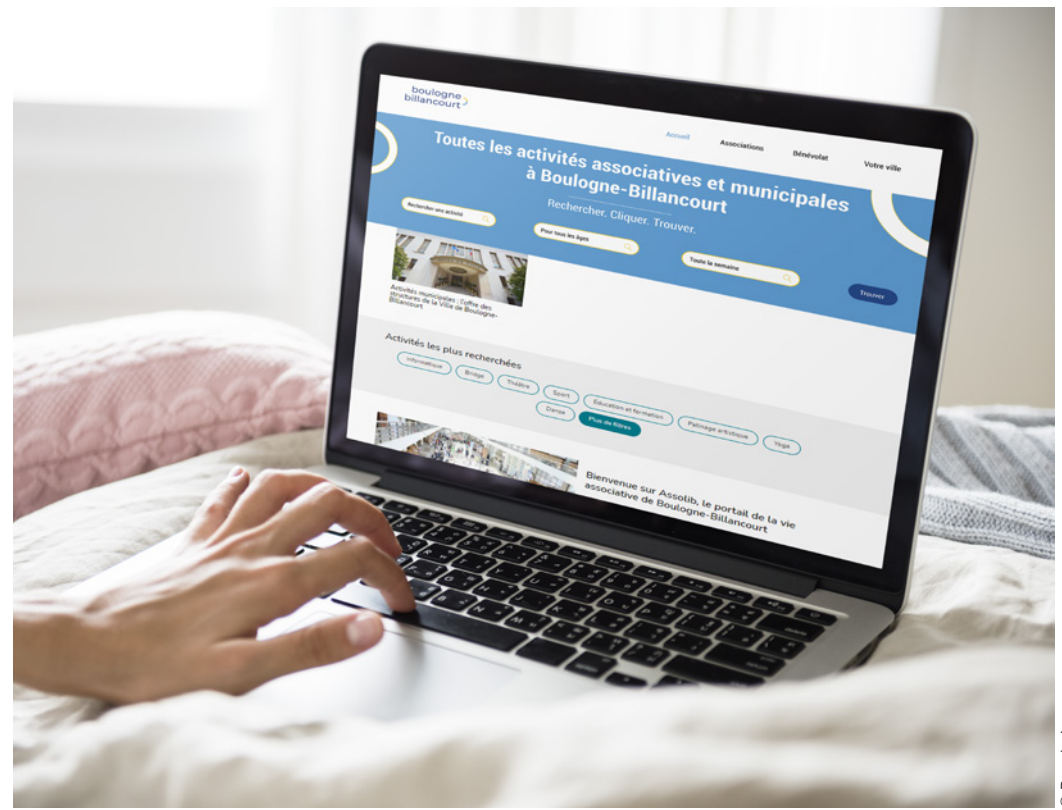 boulogne
billancourt
Accueil
Associations
Bénévolat
Votre ville
Toutes les activités associatives et municipales
à Boulogne-Billancourt
Rechercher. Cliquer. Trouver.
Rechercher une activité
Pour tous les âges
Toute la semaine
Trouver
Activités municipales : l'offre des
structures de la Ville de Boulogne-
Billancourt
Activités les plus recherchées
Informatique
Bridge
Théâtre
Sport
Éducation et formation
Patinage artistique
Yoga
Danse
Plus de filtres
Bienvenue sur Assolib, le portail de la vie
associative de Boulogne-Billancourt